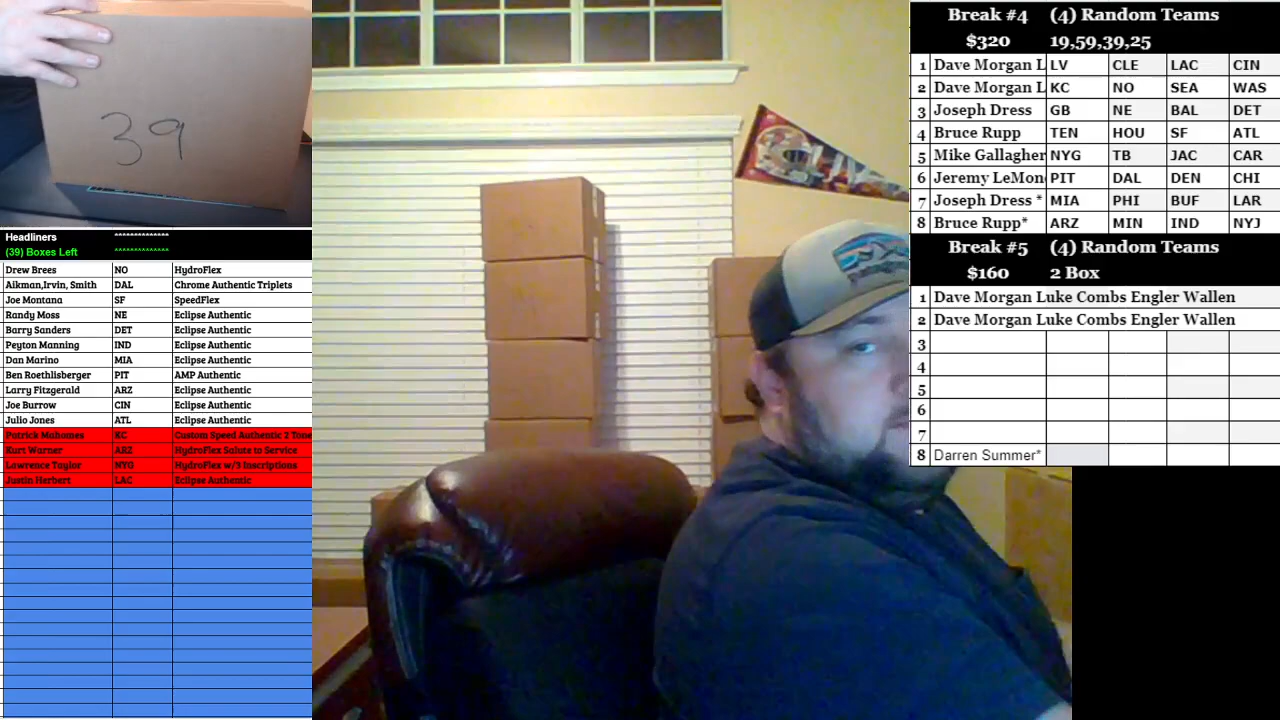 39
Headliners **************
(39) Boxes Left **************
Drew Brees NO HydroFlex
Aikman,Irvin, Smith DAL Chrome Authentic Triplets
Joe Montana SF SpeedFlex
Randy Moss NE Eclipse Authentic
Barry Sanders DET Eclipse Authentic
Peyton Manning IND Eclipse Authentic
Dan Marino MIA Eclipse Authentic
Ben Roethlisberger PIT AMP Authentic
Larry Fitzgerald ARZ Eclipse Authentic
Joe Burrow CIN Eclipse Authentic
Julio Jones ATL Eclipse Authentic
Patrick Mahomes KC Custom Speed Authentic 2 Tone
Kurt Warner ARZ HydroFlex Salute to Service
Lawrence Taylor NYG HydroFlex w/3 Inscriptions
Justin Herbert LAC Eclipse Authentic
Break #4 (4) Random Teams
$320 19,59,39,25
1 Dave Morgan L LV CLE LAC CIN
2 Dave Morgan L KC NO SEA WAS
3 Joseph Dress GB NE BAL DET
4 Bruce Rupp TEN HOU SF ATL
5 Mike Gallagher NYG TB JAC CAR
6 Jeremy LeMon PIT DAL DEN CHI
7 Joseph Dress * MIA PHI BUF LAR
8 Bruce Rupp* ARZ MIN IND NYJ
Break #5 (4) Random Teams
$160 2 Box
1 Dave Morgan Luke Combs Engler Wallen
2 Dave Morgan Luke Combs Engler Wallen
3
4
5
6
7
8 Darren Summer*